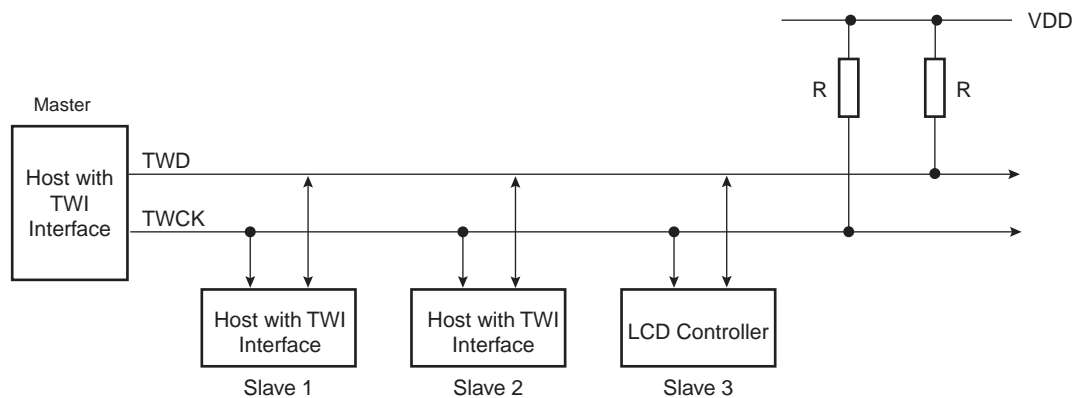 VDD
R
R
Master
Host with
TWI
Interface
TWD
TWCK
Host with TWI
Interface
Host with TWI
Interface
LCD Controller
Slave 1
Slave 2
Slave 3